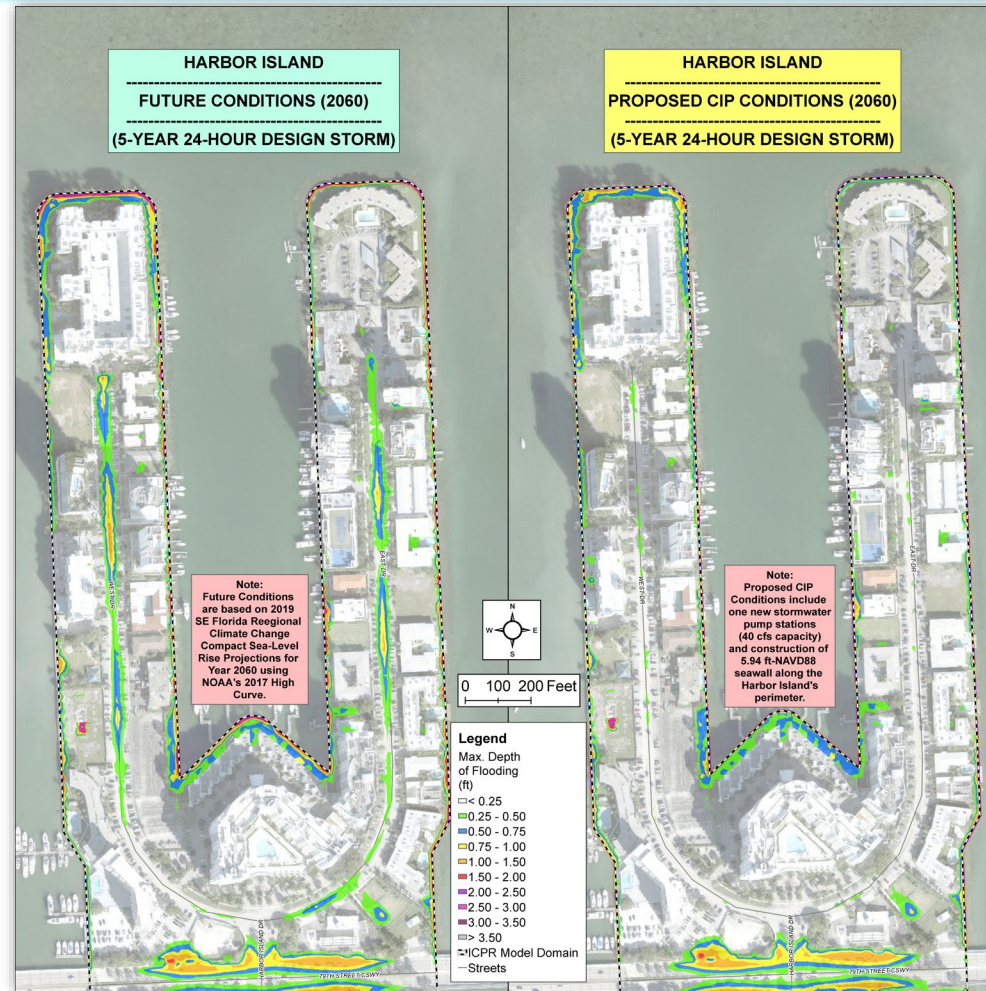 HARBOR ISLAND
FUTURE CONDITIONS (2060)
(5-YEAR 24-HOUR DESIGN STORM)
HARBOR ISLAND
PROPOSED CIP CONDITIONS (2060)
(5-YEAR 24-HOUR DESIGN STORM)
WEST DR
EAST DR
Note:
Future Conditions
are based on 2019
SE Florida Reegional
Climate Change
Compact Sea-Level
Rise Projections for
Year 2060 using
NOAA's 2017 High
Curve.
N
W E
S
0 100 200 Feet
Legend
Max. Depth
of Flooding
(ft)
< 0.25
0.25 - 0.50
0.50 - 0.75
0.75 - 1.00
1.00 - 1.50
1.50 - 2.00
2.00 - 2.50
2.50 - 3.00
3.00 - 3.50
> 3.50
ICPR Model Domain
Streets
HARBOR ISLAND DR
79TH STREET CSWY
WEST DR
EAST DR
Note:
Proposed CIP
Conditions include
one new stormwater
pump stations
(40 cfs capacity)
and construction of
5.94 ft-NAVD88
seawall along the
Harbor Island's
perimeter.
HARBOR ISLAND DR
79TH STREET CSWY